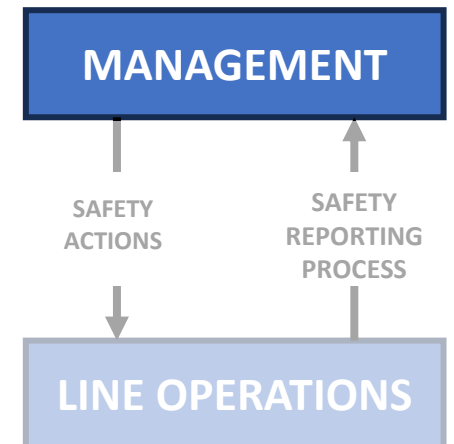 MANAGEMENT
SAFETY
ACTIONS
SAFETY
REPORTING
PROCESS
LINE OPERATIONS